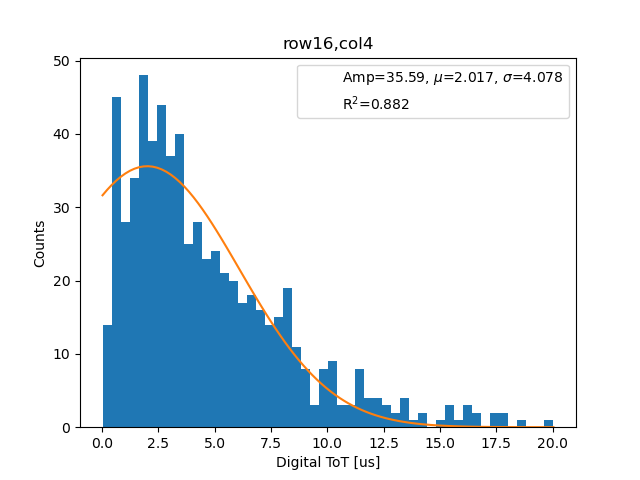 row16,col4
Amp=35.59, μ=2.017, σ=4.078
R²=0.882
50
40
30
20
10
0
Counts
0.0 2.5 5.0 7.5 10.0 12.5 15.0 17.5 20.0
Digital ToT [us]